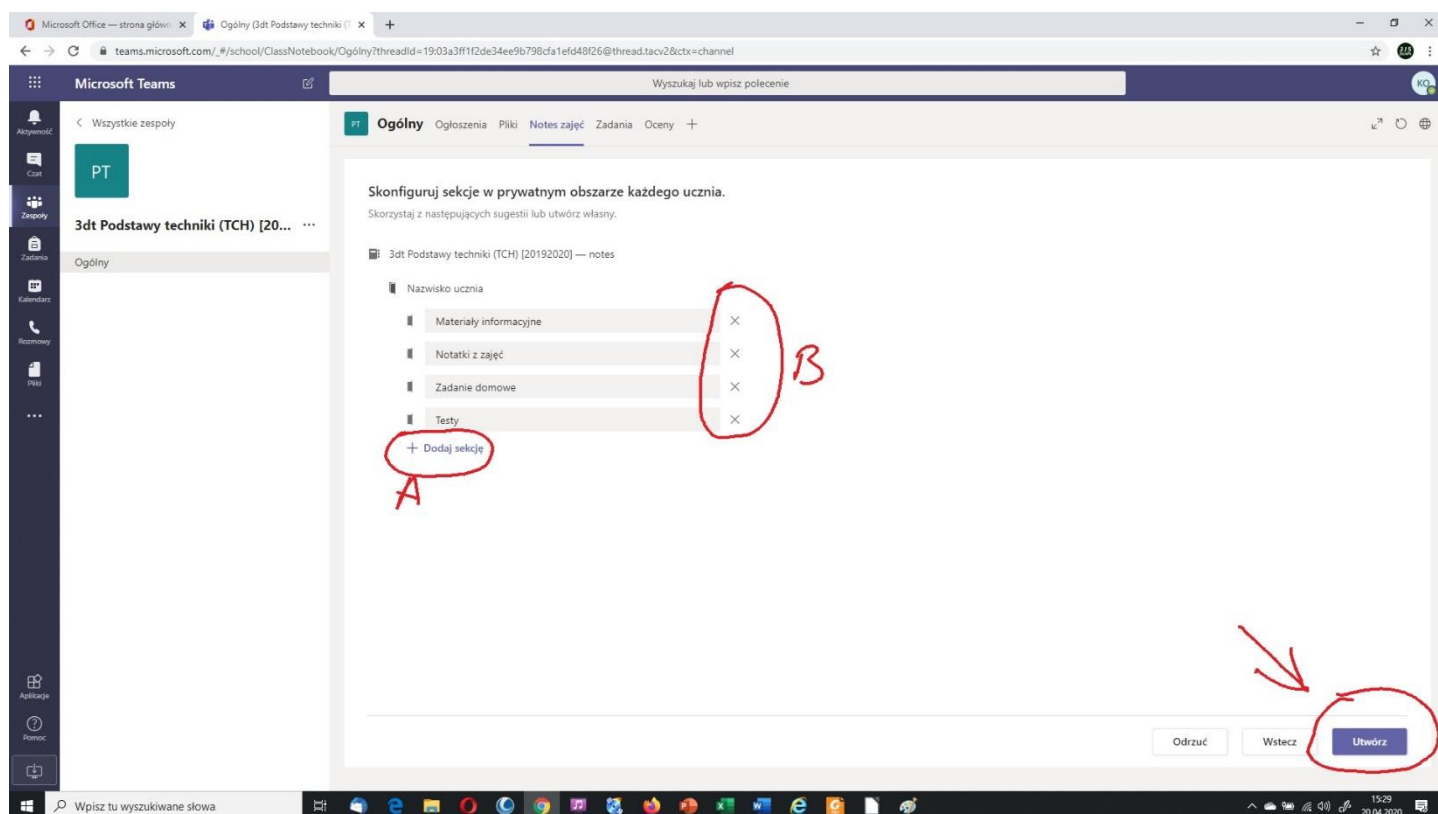 Microsoft Office — strona główn
Ogólny (3dt Podstawy techniki (T
teams.microsoft.com/_#/school/ClassNotebook/Ogólny?threadId=19:03a3ff1f2de34ee9b798cfa1efd48f26@thread.tacv2&ctx=channel
Microsoft Teams
Wyszukaj lub wpisz polecenie
KO
Aktywność
Czat
Zespoły
Zadania
Kalendarz
Rozmowy
Pliki
Aplikacje
Pomoc
Wszystkie zespoły
PT
3dt Podstawy techniki (TCH) [20...
Ogólny
PT Ogólny Ogłoszenia Pliki Notes zajęć Zadania Oceny +
Skonfiguruj sekcje w prywatnym obszarze każdego ucznia.
Skorzystaj z następujących sugestii lub utwórz własny.
3dt Podstawy techniki (TCH) [20192020] — notes
Nazwisko ucznia
Materiały informacyjne
Notatki z zajęć
Zadanie domowe
Testy
+ Dodaj sekcję
A
B
Odrzuć Wstecz Utwórz
Wpisz tu wyszukiwane słowa
15:29
20.04.2020